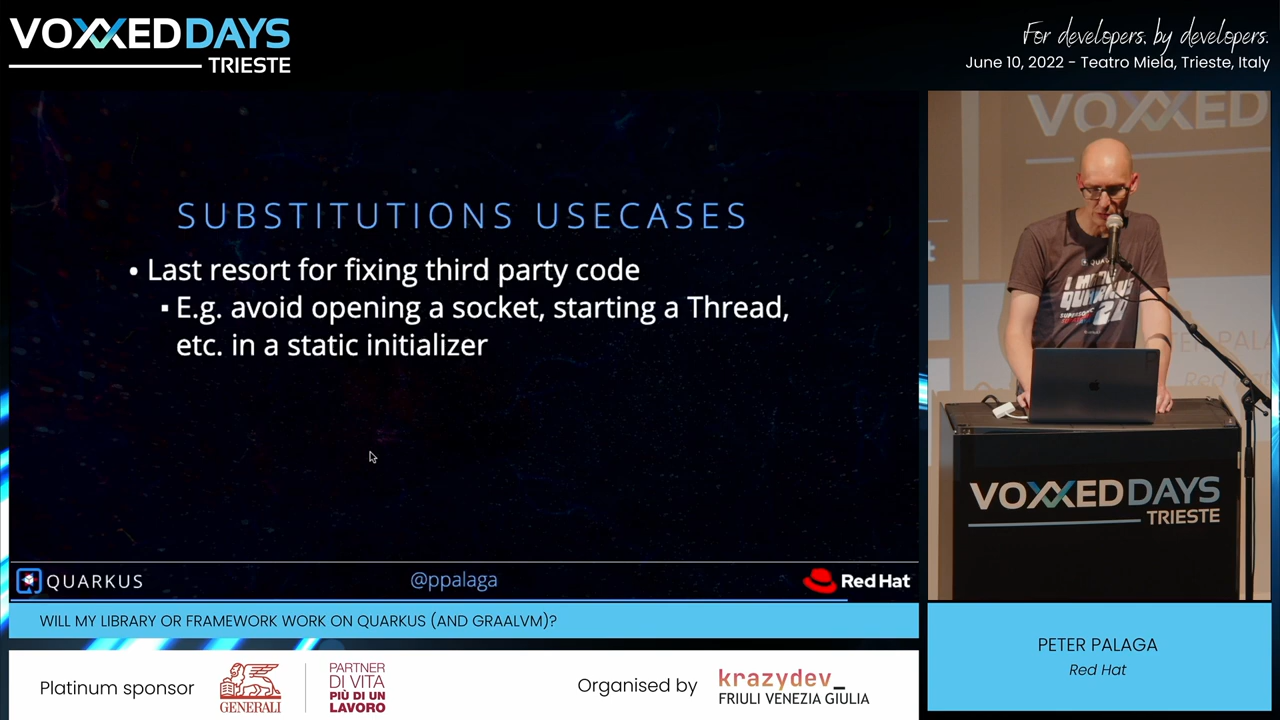 VOXXEDDAYS
TRIESTE
For developers, by developers.
June 10, 2022 - Teatro Miela, Trieste, Italy
SUBSTITUTIONS USECASES
• Last resort for fixing third party code
▪ E.g. avoid opening a socket, starting a Thread,
etc. in a static initializer
QUARKUS
@ppalaga
Red Hat
WILL MY LIBRARY OR FRAMEWORK WORK ON QUARKUS (AND GRAALVM)?
VOXXED
QUARKUS
VOXXEDDAYS
TRIESTE
PETER PALAGA
Red Hat
Platinum sponsor
GENERALI
PARTNER
DI VITA
PIÙ DI UN
LAVORO
Organised by
krazydev_
FRIULI VENEZIA GIULIA